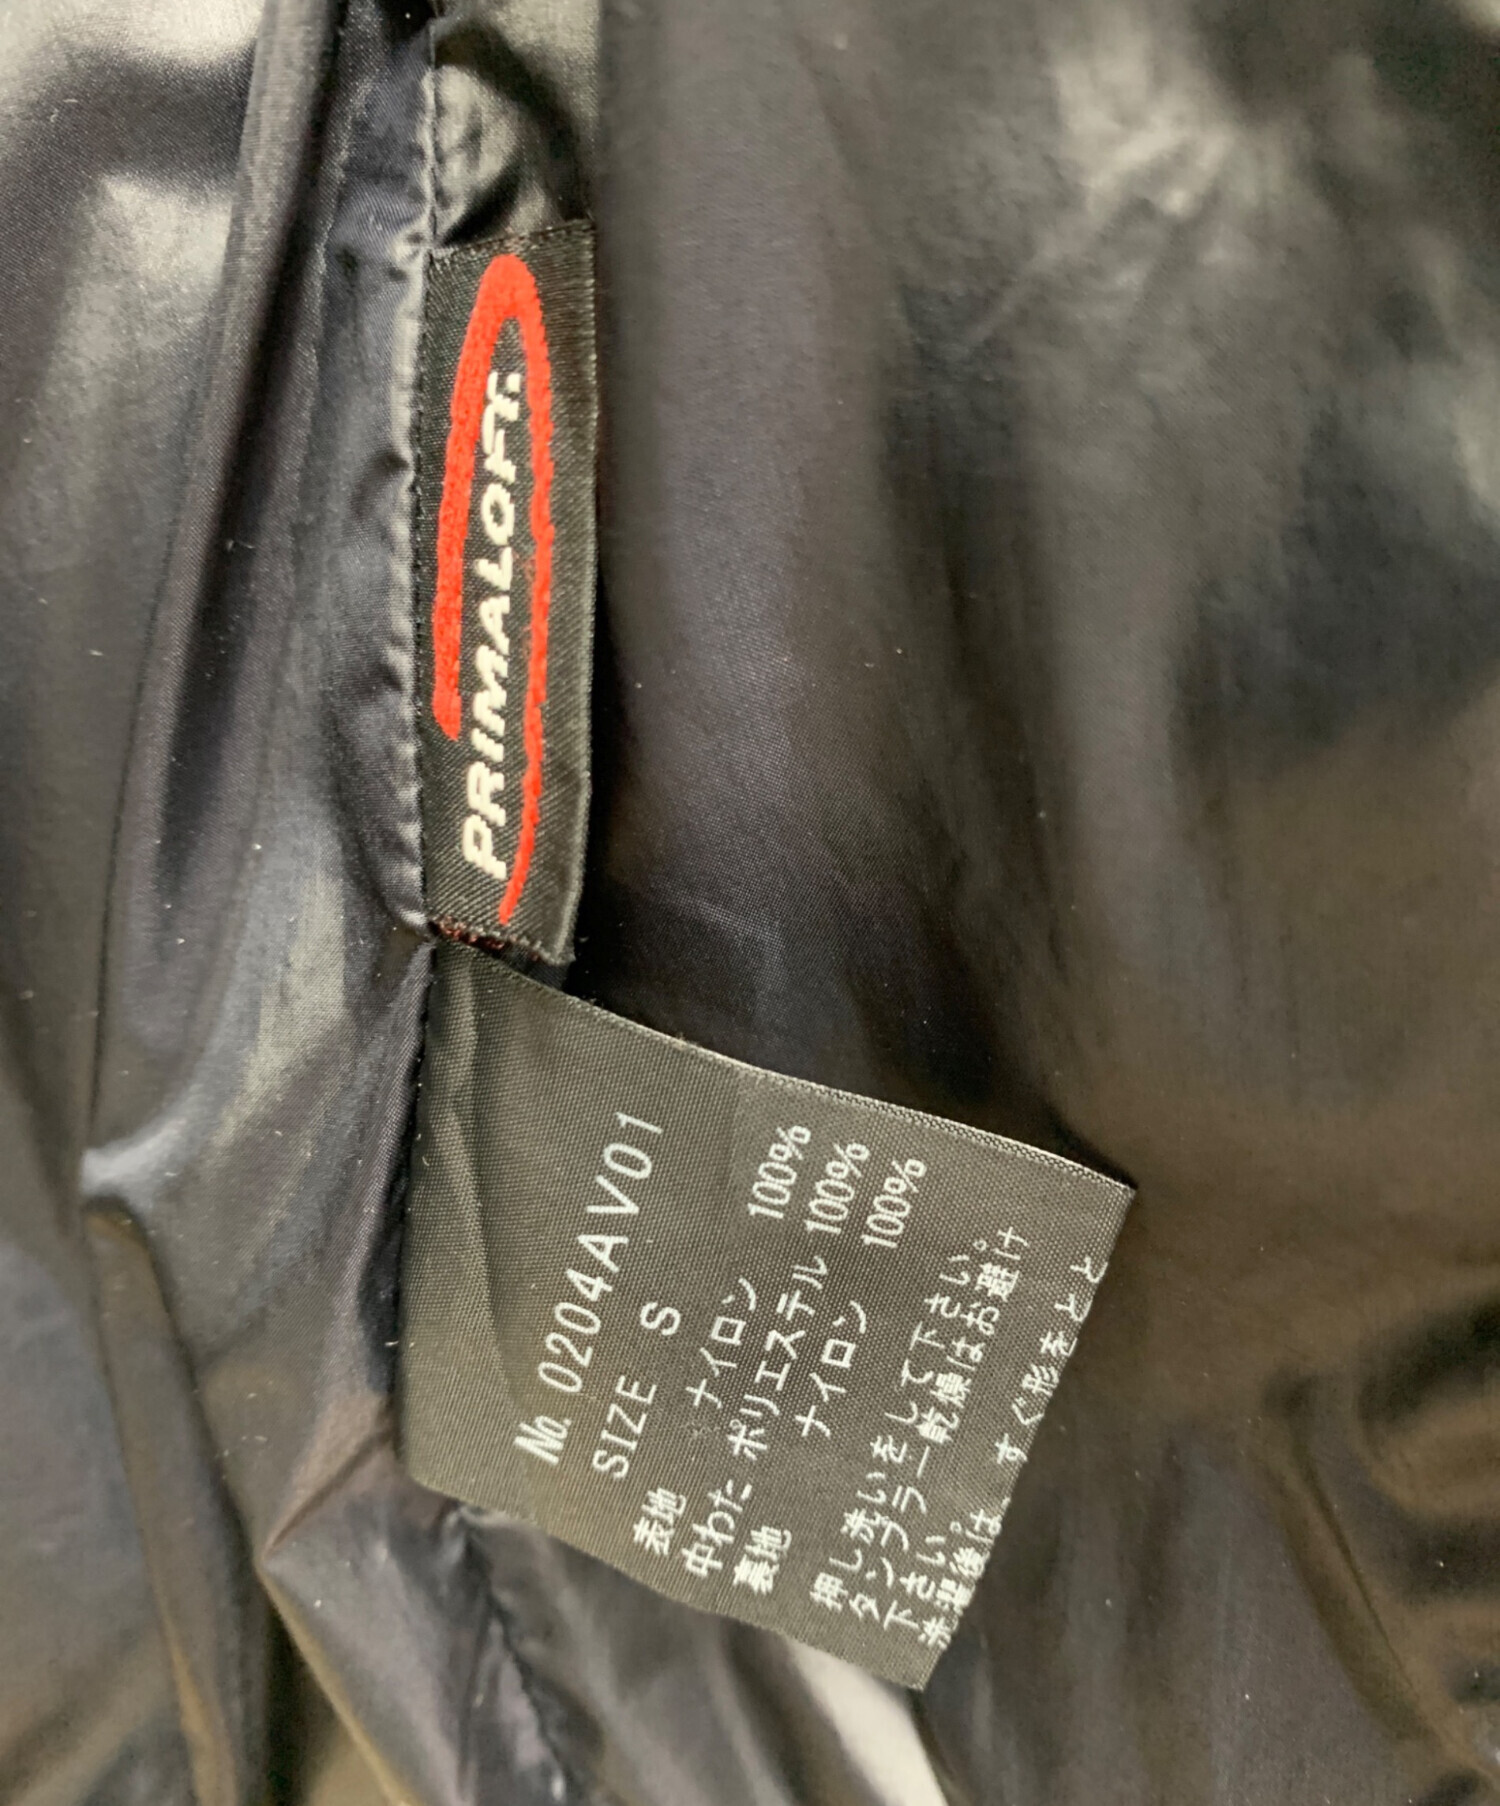 PRIMALOFT.
No. 0204AV01
SIZE S
表地 ナイロン 100%
中わた ポリエステル 100%
裏地 ナイロン 100%
押し洗いをして下さい。
タンブラー乾燥はお避け
下さい。
洗濯後は、すぐ形をとと